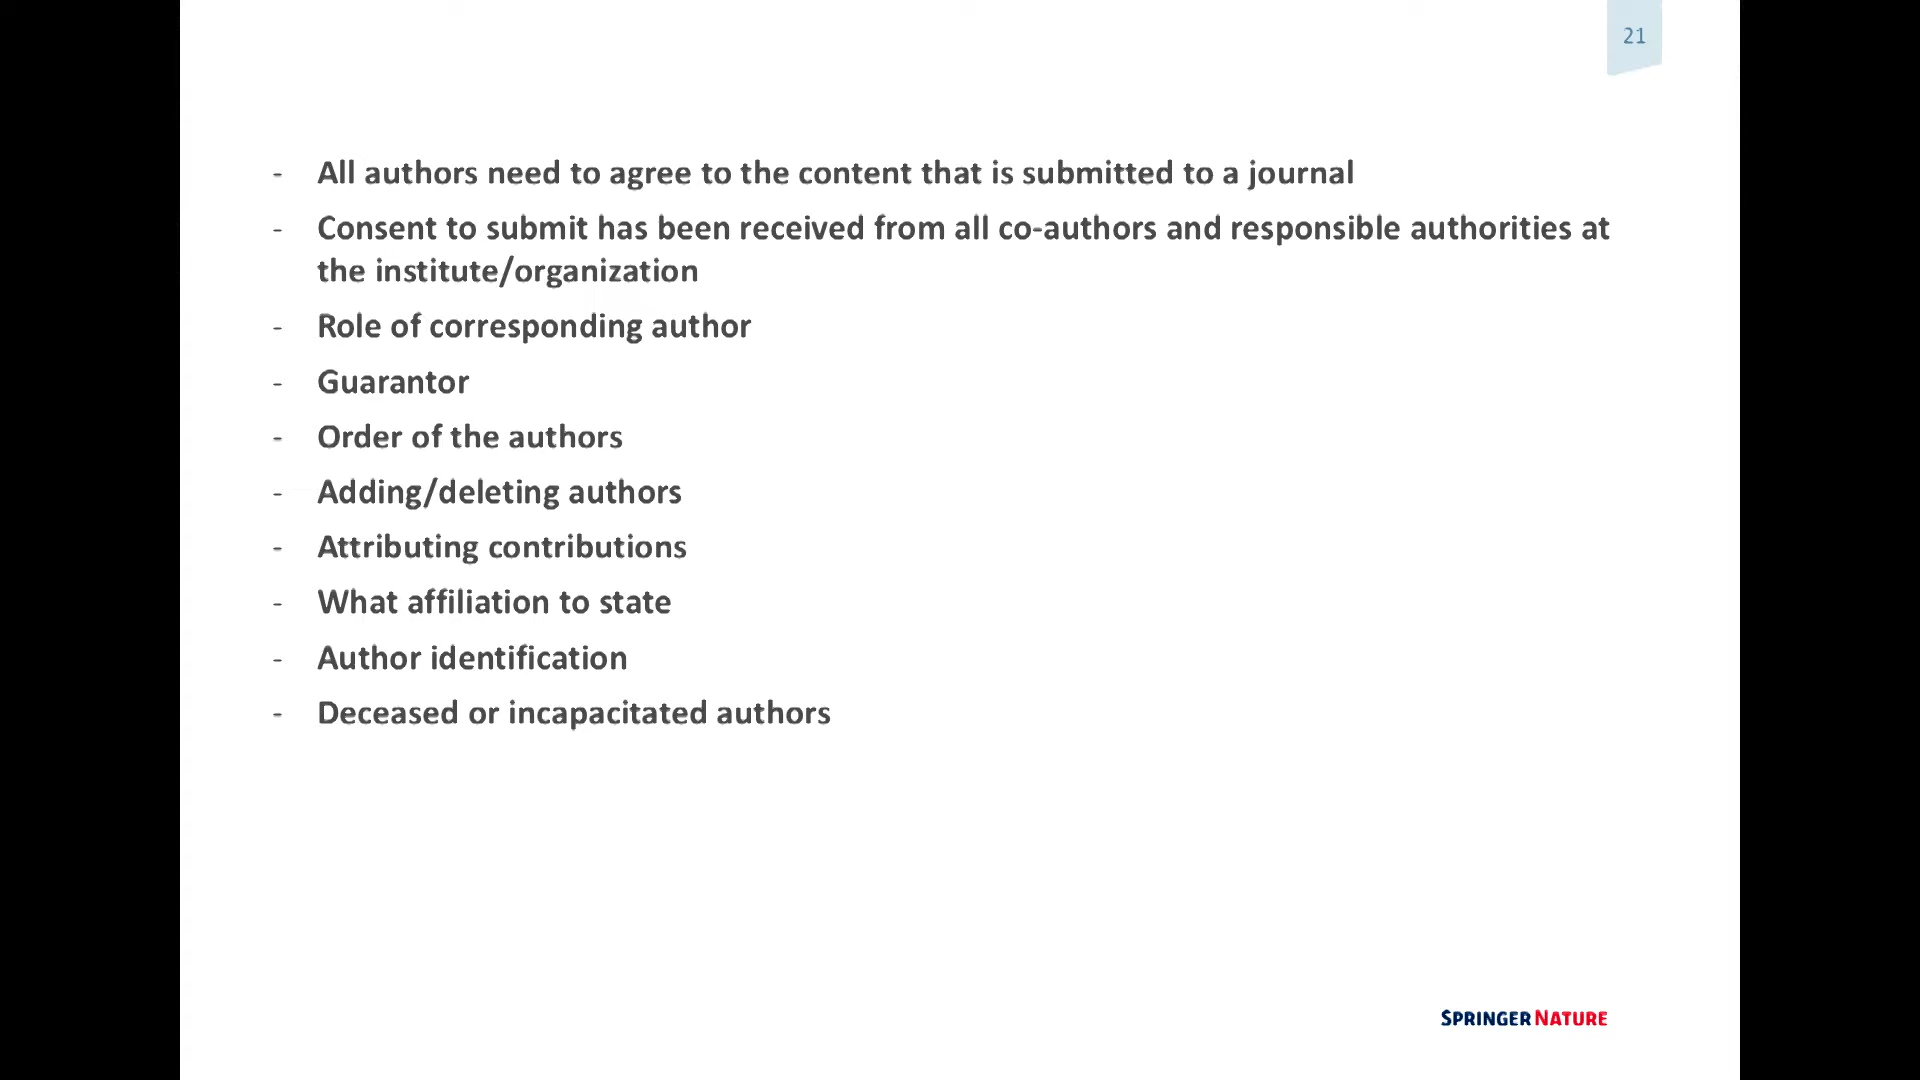 21
- All authors need to agree to the content that is submitted to a journal
- Consent to submit has been received from all co-authors and responsible authorities at
the institute/organization
- Role of corresponding author
- Guarantor
- Order of the authors
- Adding/deleting authors
- Attributing contributions
- What affiliation to state
- Author identification
- Deceased or incapacitated authors
SPRINGER NATURE